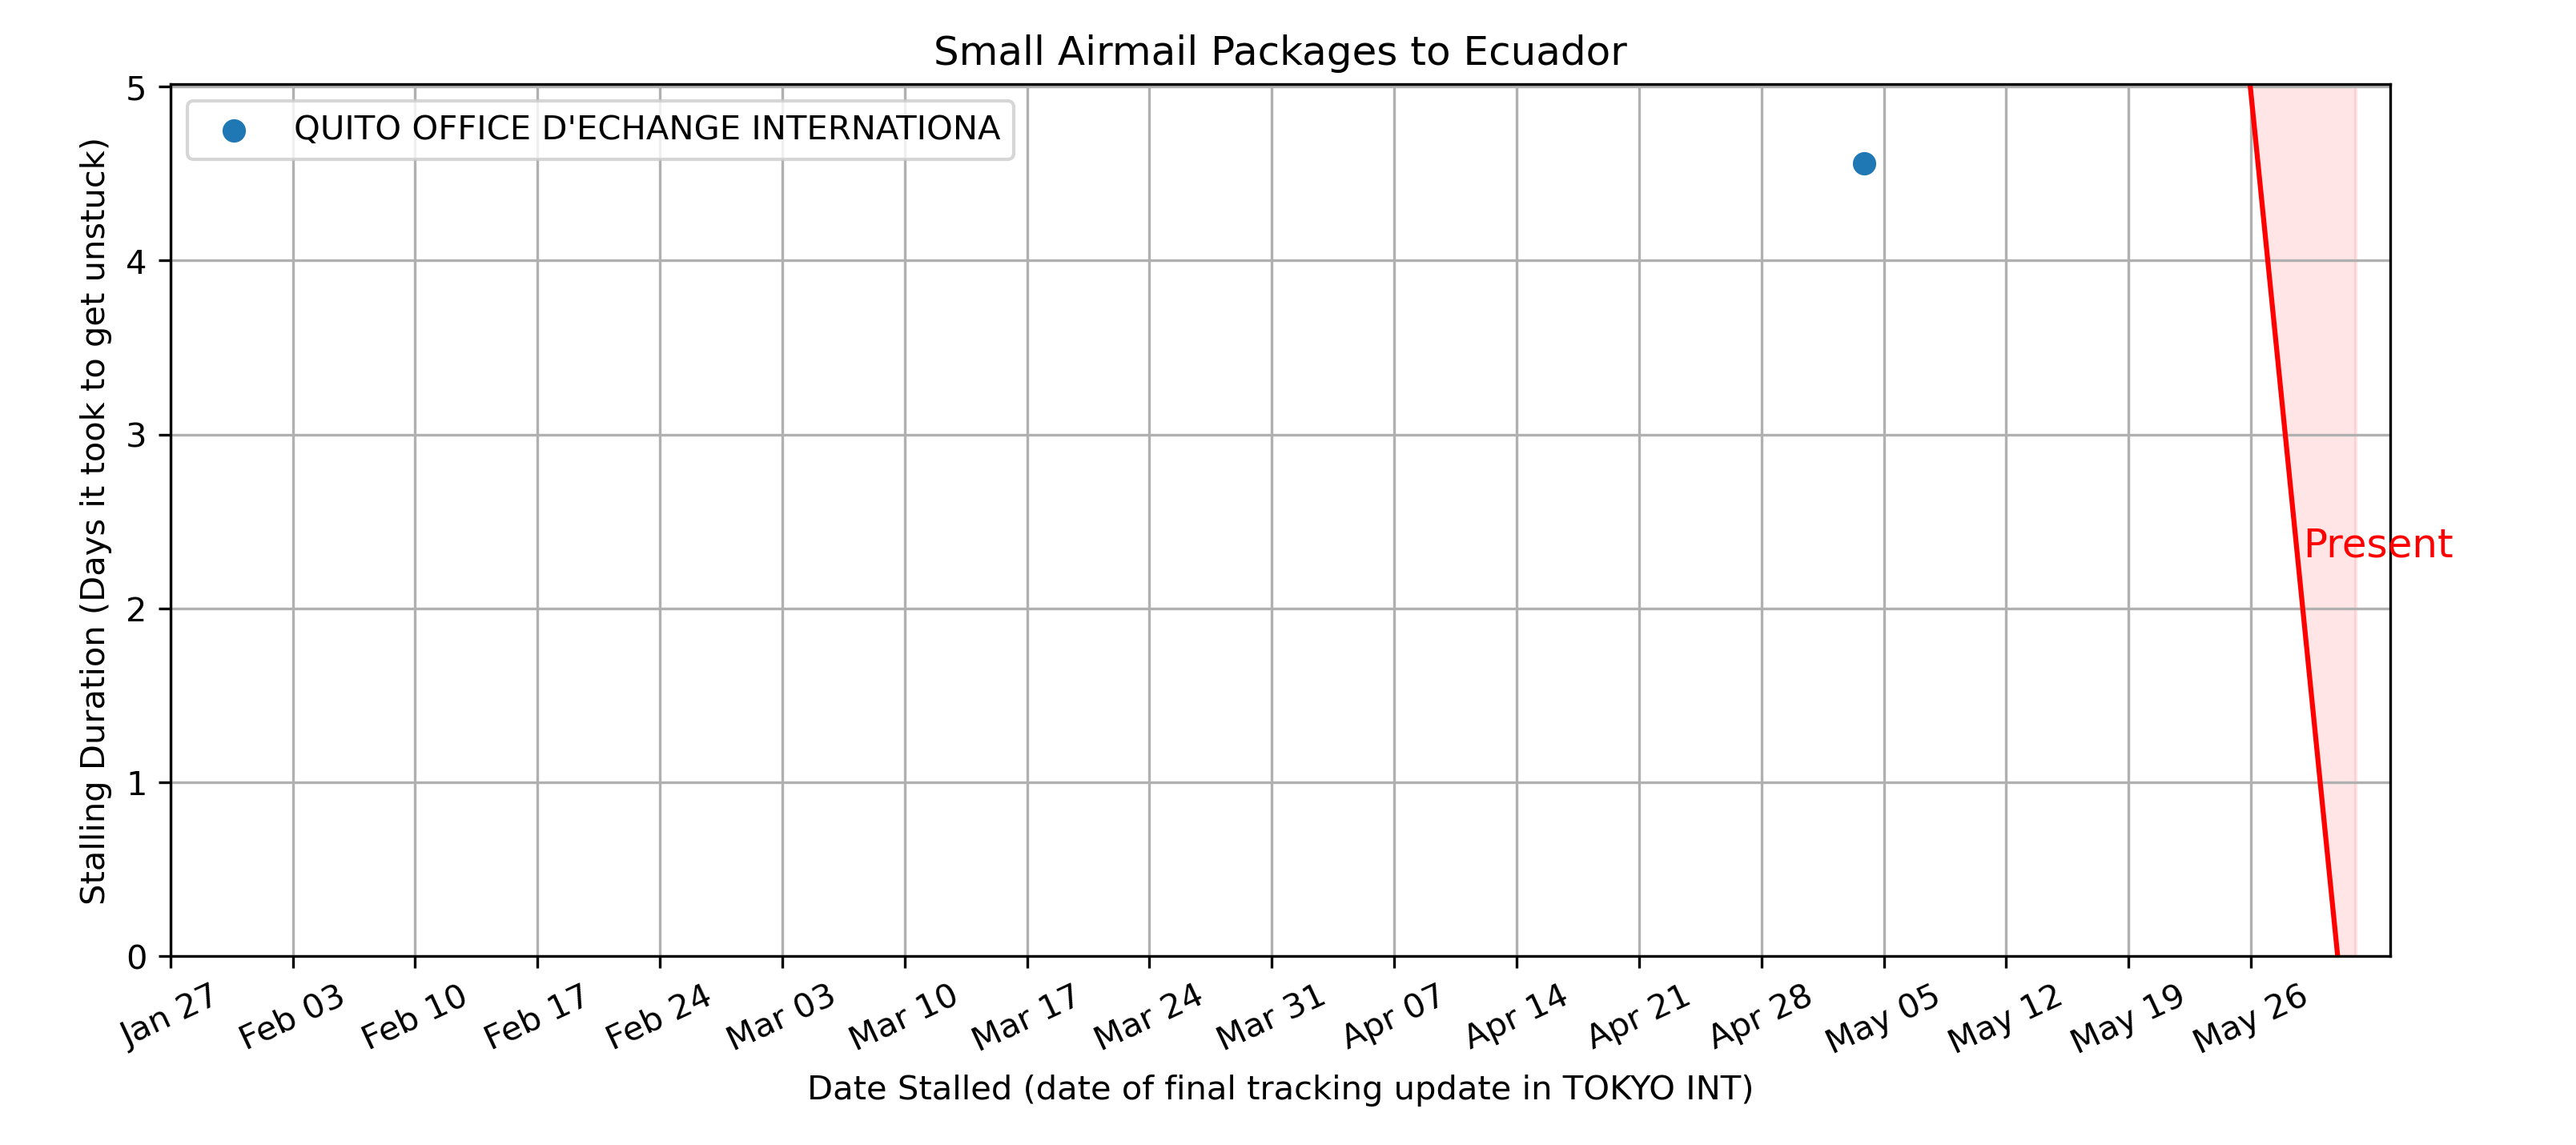 Small Airmail Packages to Ecuador
QUITO OFFICE D'ECHANGE INTERNATIONA
Stalling Duration (Days it took to get unstuck)
5
4
3
2
1
0
Present
Jan 27
Feb 03
Feb 10
Feb 17
Feb 24
Mar 03
Mar 10
Mar 17
Mar 24
Mar 31
Apr 07
Apr 14
Apr 21
Apr 28
May 05
May 12
May 19
May 26
Date Stalled (date of final tracking update in TOKYO INT)